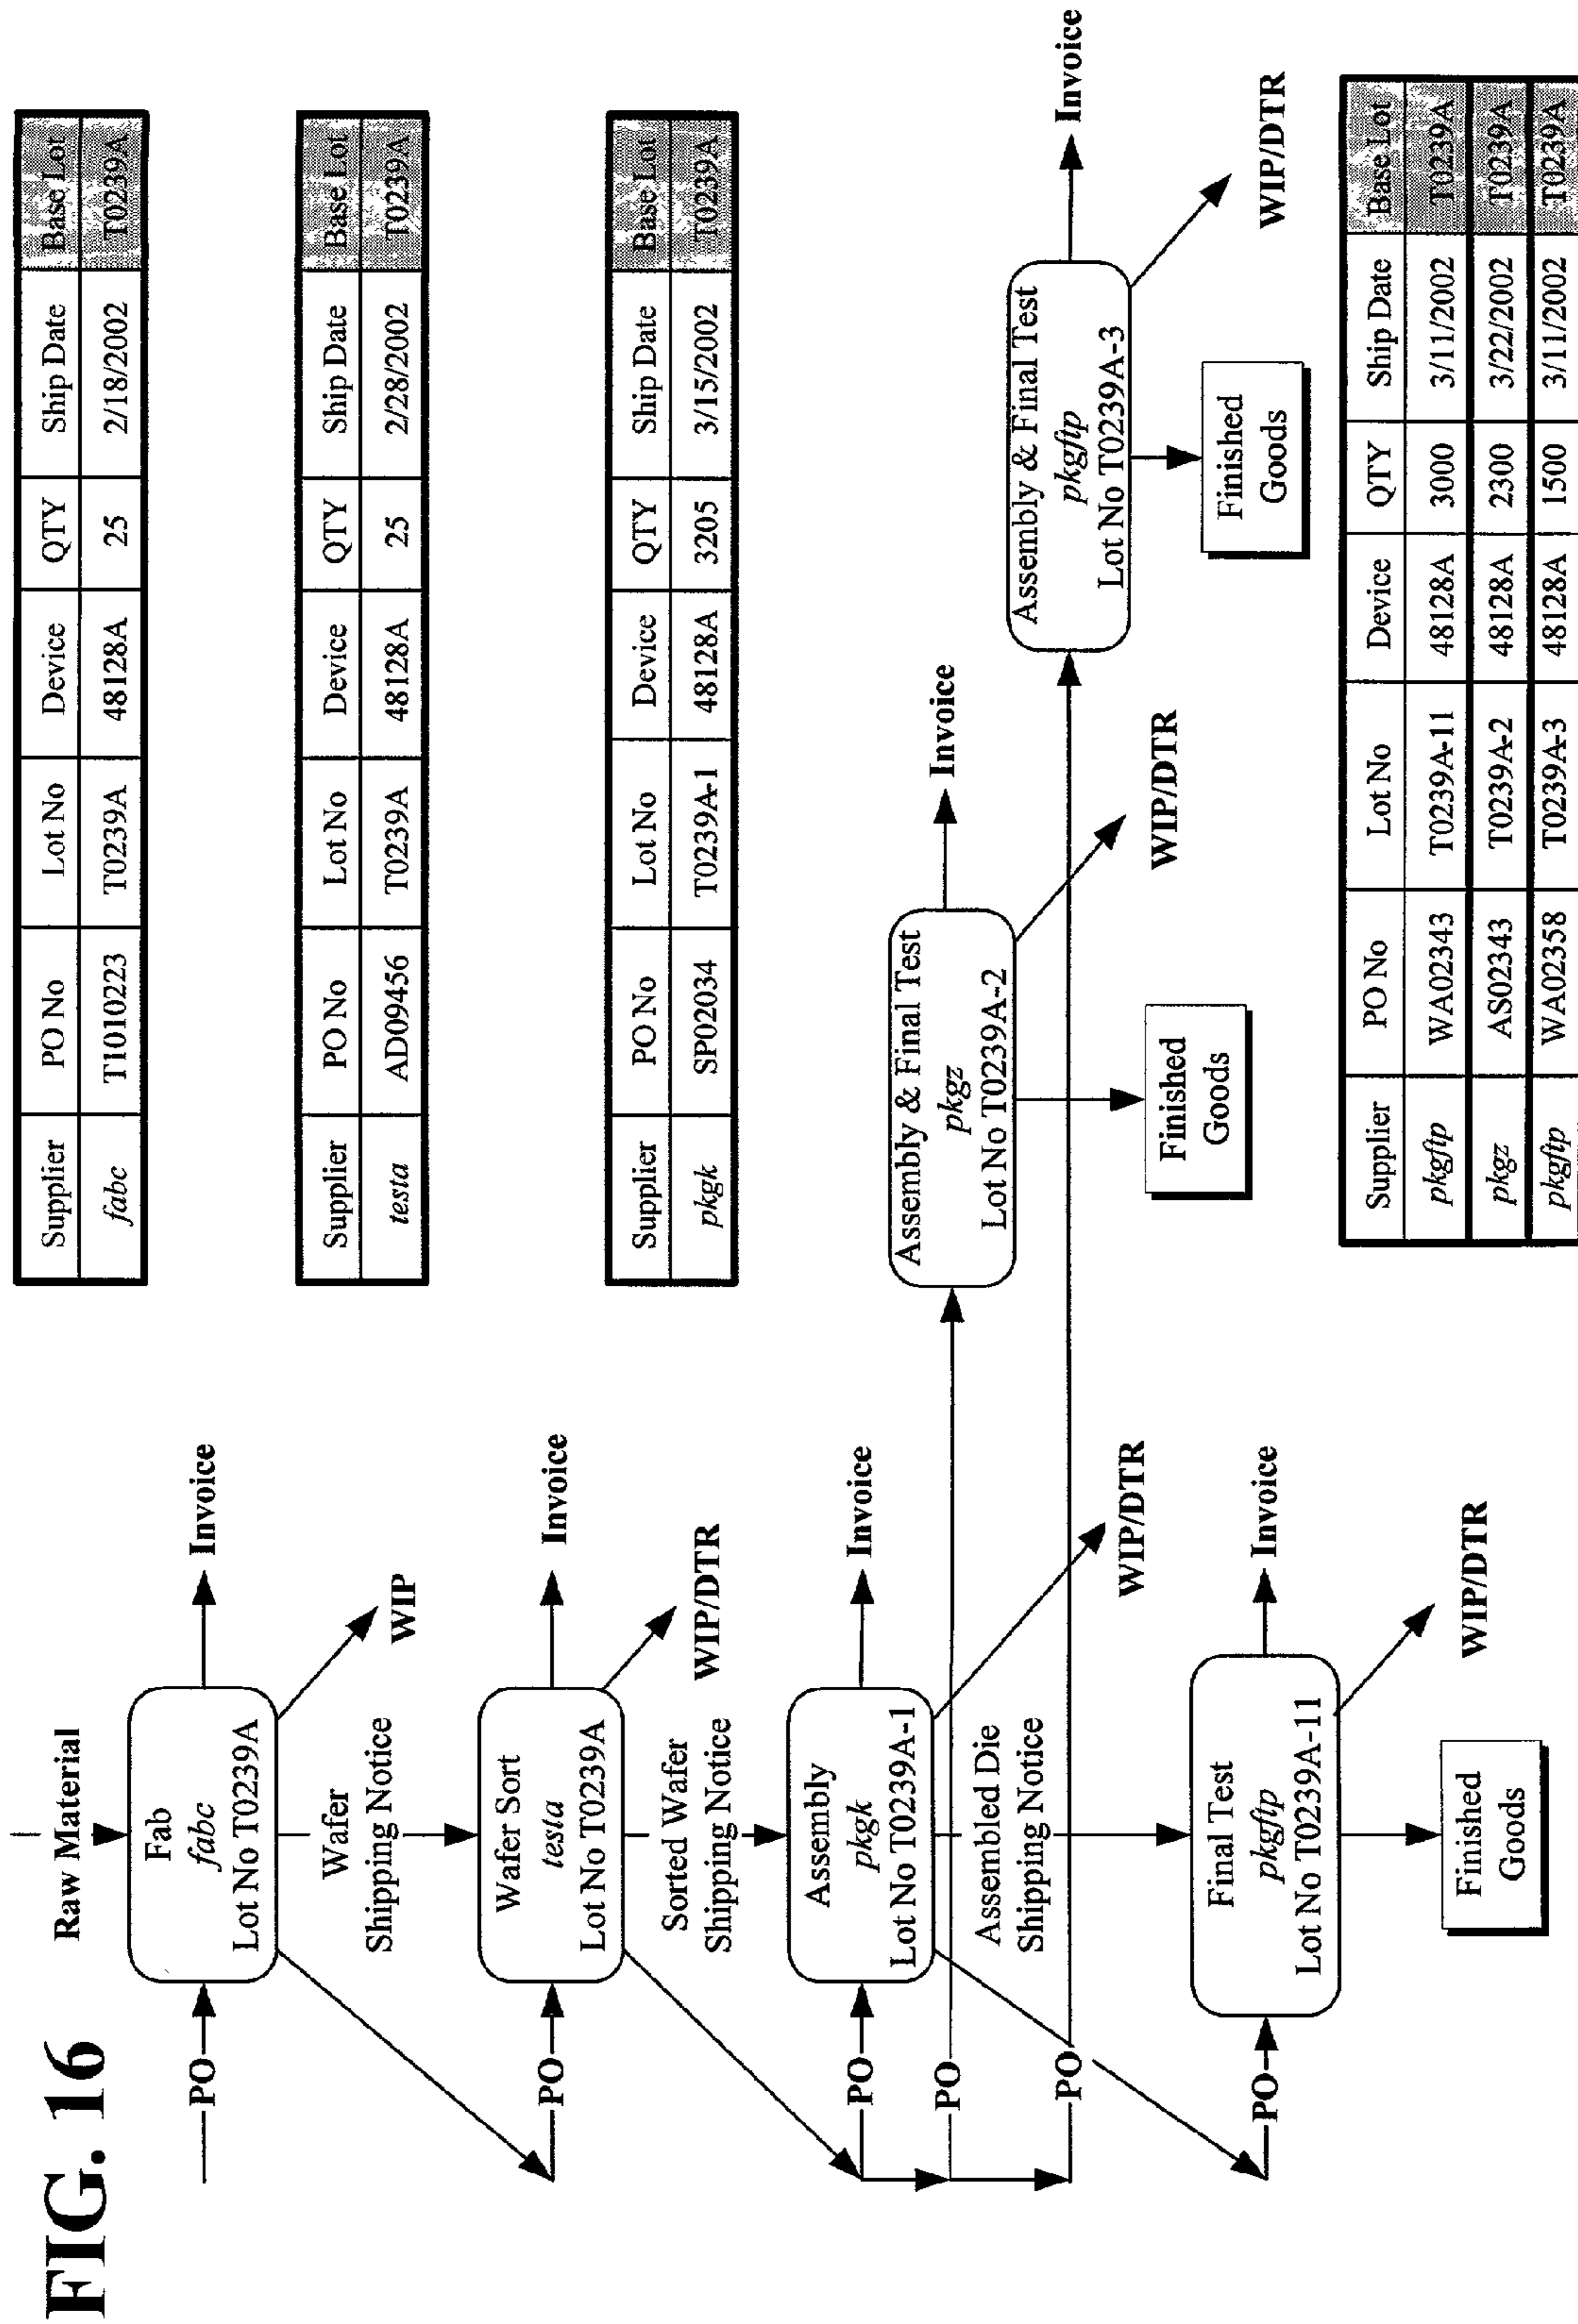 FIG. 16
Raw Material
PO
Fab
fabc
Lot No T0239A
Invoice
WIP
Wafer
Shipping Notice
Supplier PO No Lot No Device QTY Ship Date Base Lot
fabc T1010223 T0239A 48128A 25 2/18/2002 T0239A
PO
Wafer Sort
testa
Lot No T0239A
Invoice
WIP/DTR
Sorted Wafer
Shipping Notice
Supplier PO No Lot No Device QTY Ship Date Base Lot
testa AD09456 T0239A 48128A 25 2/28/2002 T0239A
PO
Assembly
pkgk
Lot No T0239A-1
Invoice
WIP/DTR
Assembled Die
Shipping Notice
Supplier PO No Lot No Device QTY Ship Date Base Lot
pkgk SP02034 T0239A-1 48128A 3205 3/15/2002 T0239A
PO
Assembly & Final Test
pkgz
Lot No T0239A-2
Invoice
WIP/DTR
Finished
Goods
PO
Assembly & Final Test
pkgftp
Lot No T0239A-3
Invoice
WIP/DTR
Finished
Goods
PO
Final Test
pkgftp
Lot No T0239A-11
Invoice
WIP/DTR
Finished
Goods
Supplier PO No Lot No Device QTY Ship Date Base Lot
pkgftp WA02343 T0239A-11 48128A 3000 3/11/2002 T0239A
pkgz AS02343 T0239A-2 48128A 2300 3/22/2002 T0239A
pkgftp WA02358 T0239A-3 48128A 1500 3/11/2002 T0239A